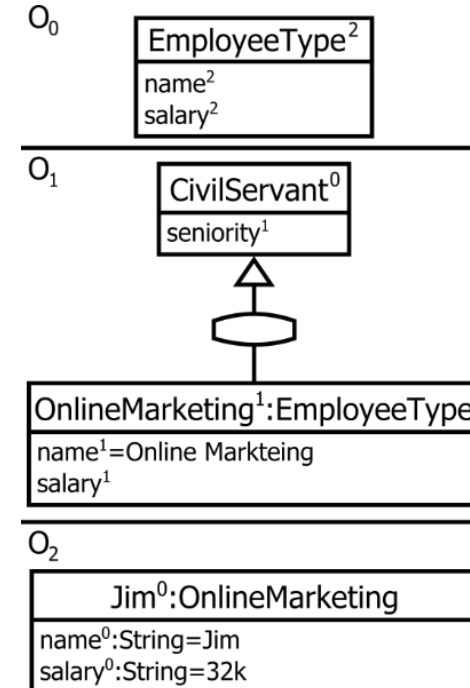 O₀
EmployeeType²
name²
salary²
O₁
CivilServant⁰
seniority¹
OnlineMarketing¹:EmployeeType
name¹=Online Markteing
salary¹
O₂
Jim⁰:OnlineMarketing
name⁰:String=Jim
salary⁰:String=32k